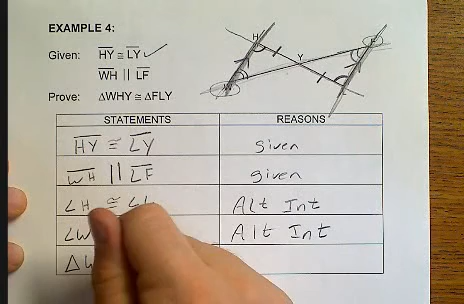 EXAMPLE 4:
Given: HY ≅ LY ✓
WH || LF
Prove: ΔWHY ≅ ΔFLY
H
F
Y
W
STATEMENTS REASONS
HY ≅ LY given
WH || LF given
∠H ≅ ∠L Alt Int
∠W Alt Int
Δ